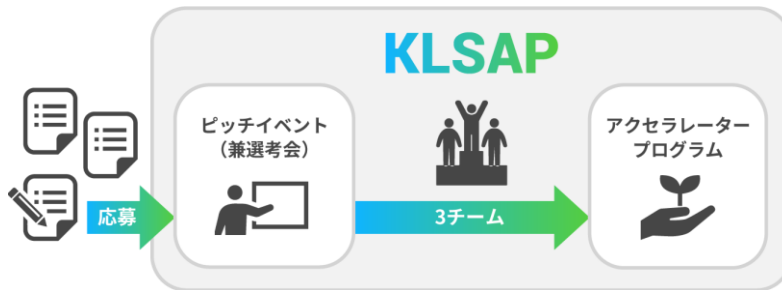 KLSAP
ピッチイベント
（兼選考会）
アクセラレーター
プログラム
応募
3チーム